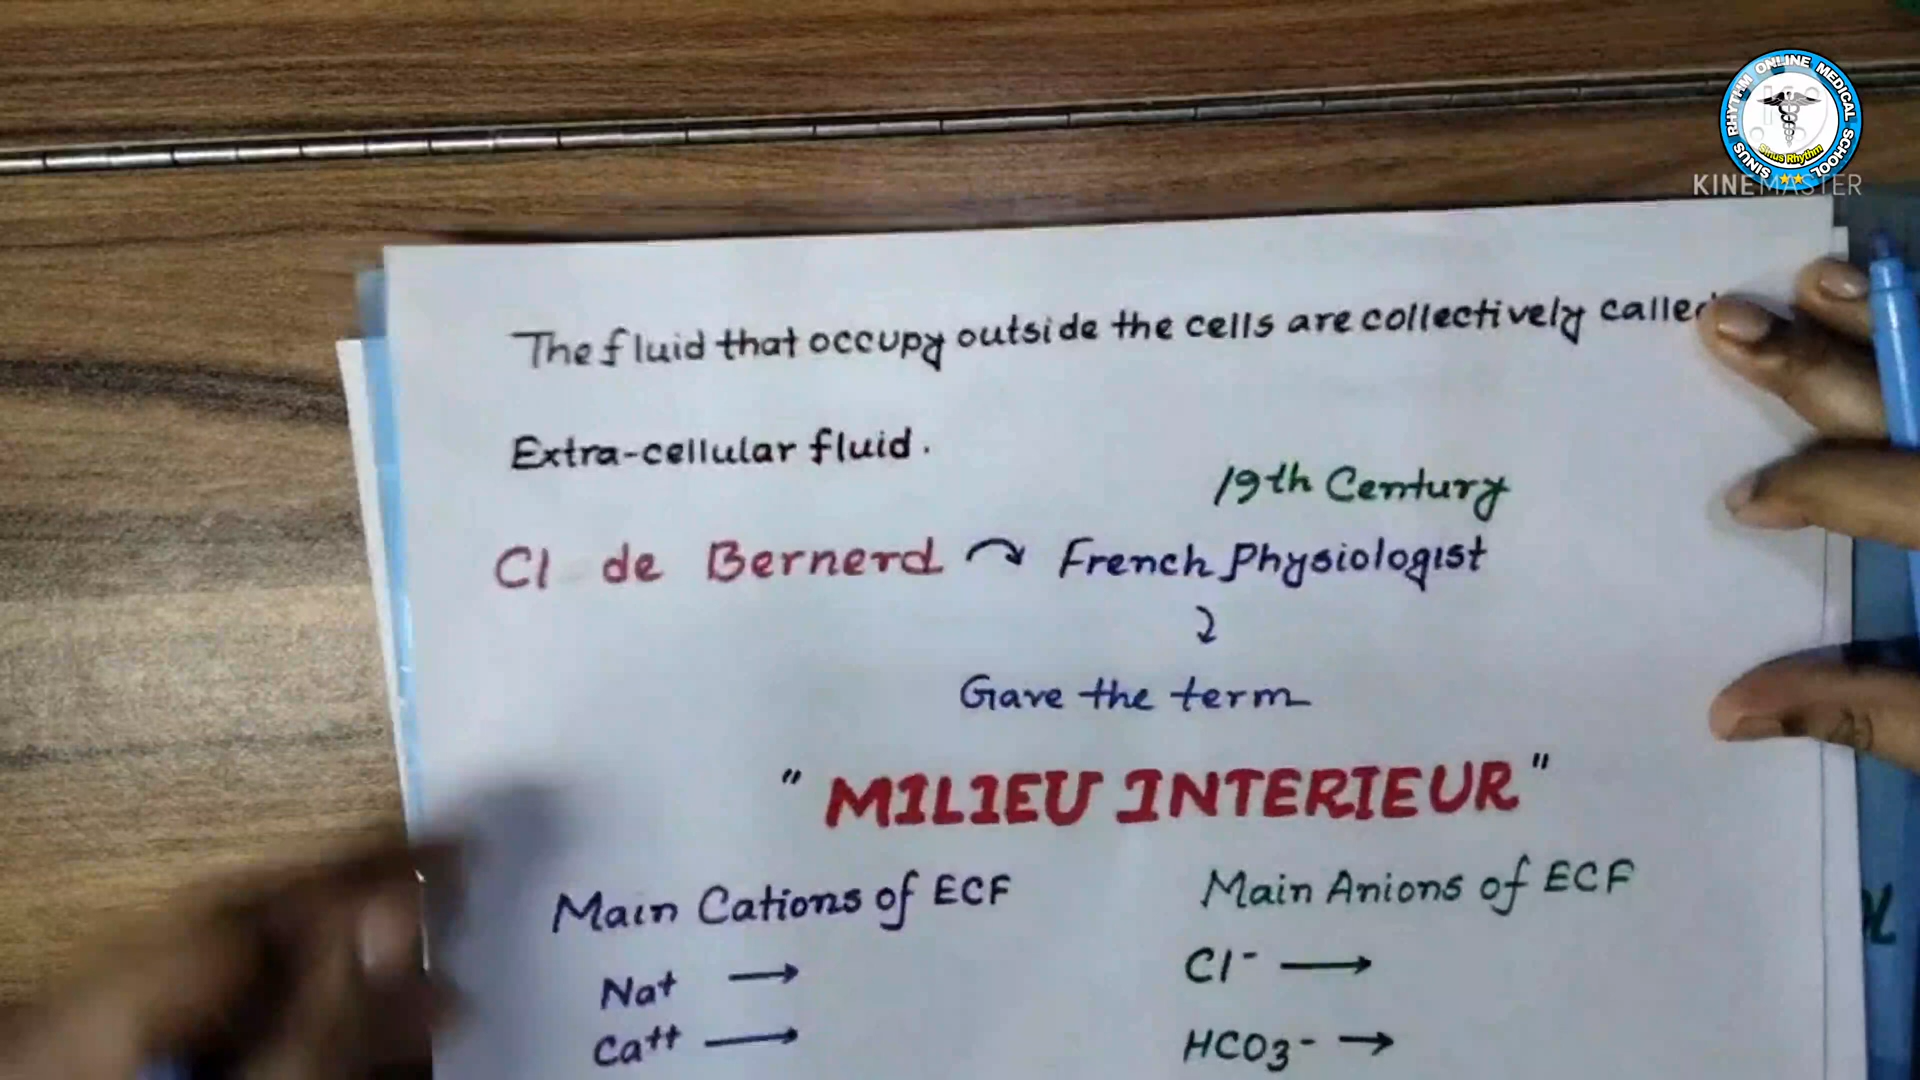 SINUS RHYTHM ONLINE MEDICAL SCHOOL
Sinus Rhythm
KINEMASTER
The fluid that occupy outside the cells are collectively called
Extra-cellular fluid.
19th Century
Cl de Bernerd → French Physiologist
Gave the term
"MILIEU INTERIEUR"
Main Cations of ECF
Main Anions of ECF
Na+ →
Cl- →
Ca++ →
HCO3- →